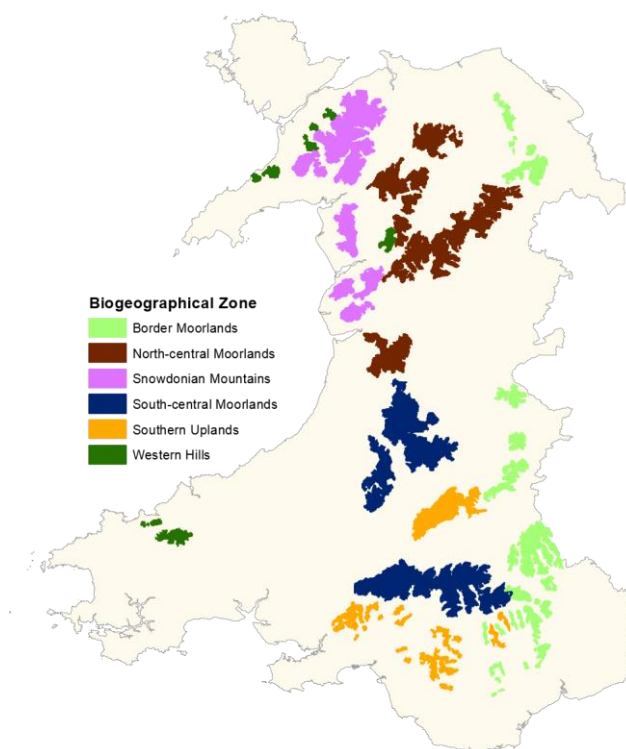 Biogeographical Zone
Border Moorlands
North-central Moorlands
Snowdonian Mountains
South-central Moorlands
Southern Uplands
Western Hills